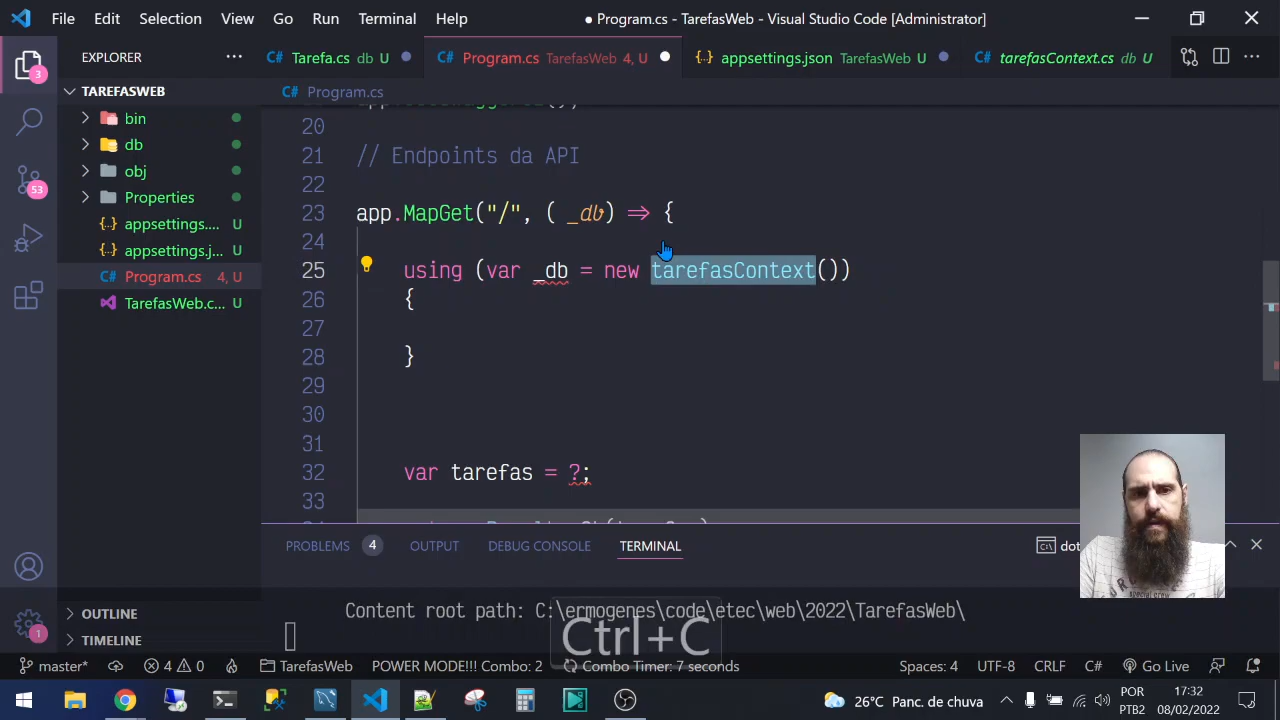 File Edit Selection View Go Run Terminal Help
● Program.cs - TarefasWeb - Visual Studio Code [Administrator]
EXPLORER
C# Tarefa.cs db U
C# Program.cs TarefasWeb 4, U
{··} appsettings.json TarefasWeb U
C# tarefasContext.cs db U
3
TAREFASWEB
C# Program.cs
bin
db
obj
Properties
{··} appsettings.... U
{··} appsettings.j... U
C# Program.cs 4, U
TarefasWeb.c... U
53
20
21 // Endpoints da API
22
23 app.MapGet("/", ( _db) => {
24
25 using (var _db = new tarefasContext())
26 {
27
28 }
29
30
31
32 var tarefas = ?;
33
PROBLEMS 4 OUTPUT DEBUG CONSOLE TERMINAL
dot
Content root path: C:\ermogenes\code\etec\web\2022\TarefasWeb\
Ctrl+C
OUTLINE
TIMELINE
1
master* 4 0 TarefasWeb POWER MODE!!! Combo: 2 Combo Timer: 7 seconds Spaces: 4 UTF-8 CRLF C# Go Live
26°C Panc. de chuva
POR
PTB2
17:32
08/02/2022